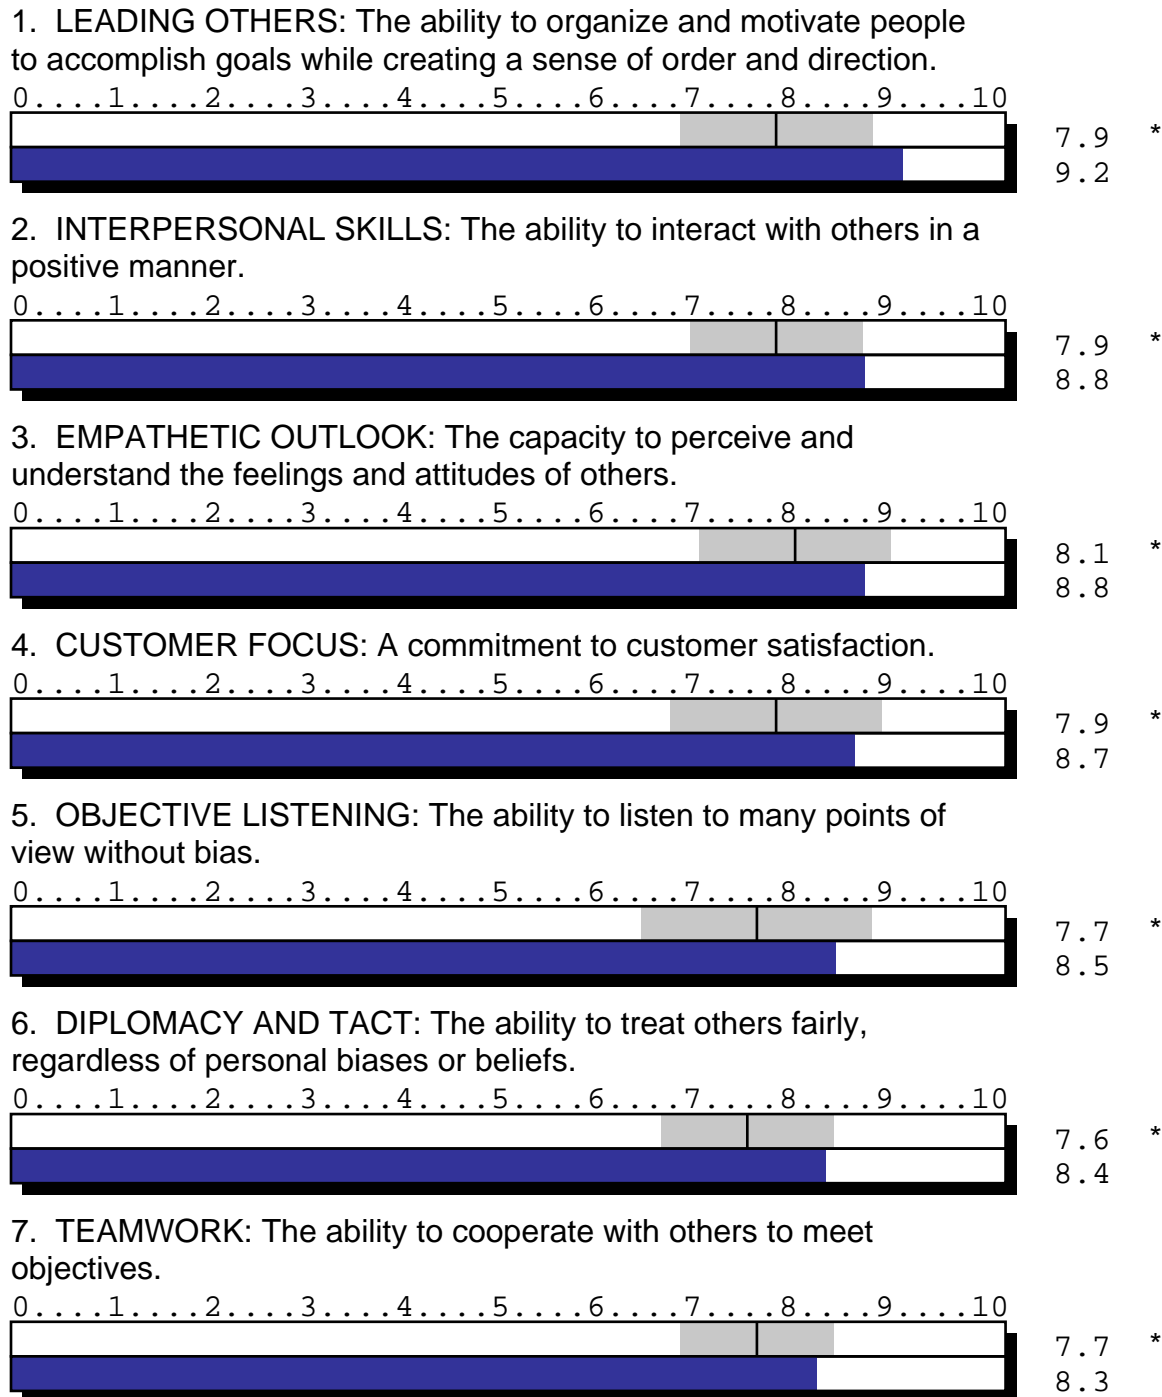 1.  LEADING OTHERS: The ability to organize and motivate people
to accomplish goals while creating a sense of order and direction.
0....1....2....3....4....5....6....7....8....9....10
7.9 *
9.2
2.  INTERPERSONAL SKILLS: The ability to interact with others in a
positive manner.
0....1....2....3....4....5....6....7....8....9....10
7.9 *
8.8
3.  EMPATHETIC OUTLOOK: The capacity to perceive and
understand the feelings and attitudes of others.
0....1....2....3....4....5....6....7....8....9....10
8.1 *
8.8
4.  CUSTOMER FOCUS: A commitment to customer satisfaction.
0....1....2....3....4....5....6....7....8....9....10
7.9 *
8.7
5.  OBJECTIVE LISTENING: The ability to listen to many points of
view without bias.
0....1....2....3....4....5....6....7....8....9....10
7.7 *
8.5
6.  DIPLOMACY AND TACT: The ability to treat others fairly,
regardless of personal biases or beliefs.
0....1....2....3....4....5....6....7....8....9....10
7.6 *
8.4
7.  TEAMWORK: The ability to cooperate with others to meet
objectives.
0....1....2....3....4....5....6....7....8....9....10
7.7 *
8.3